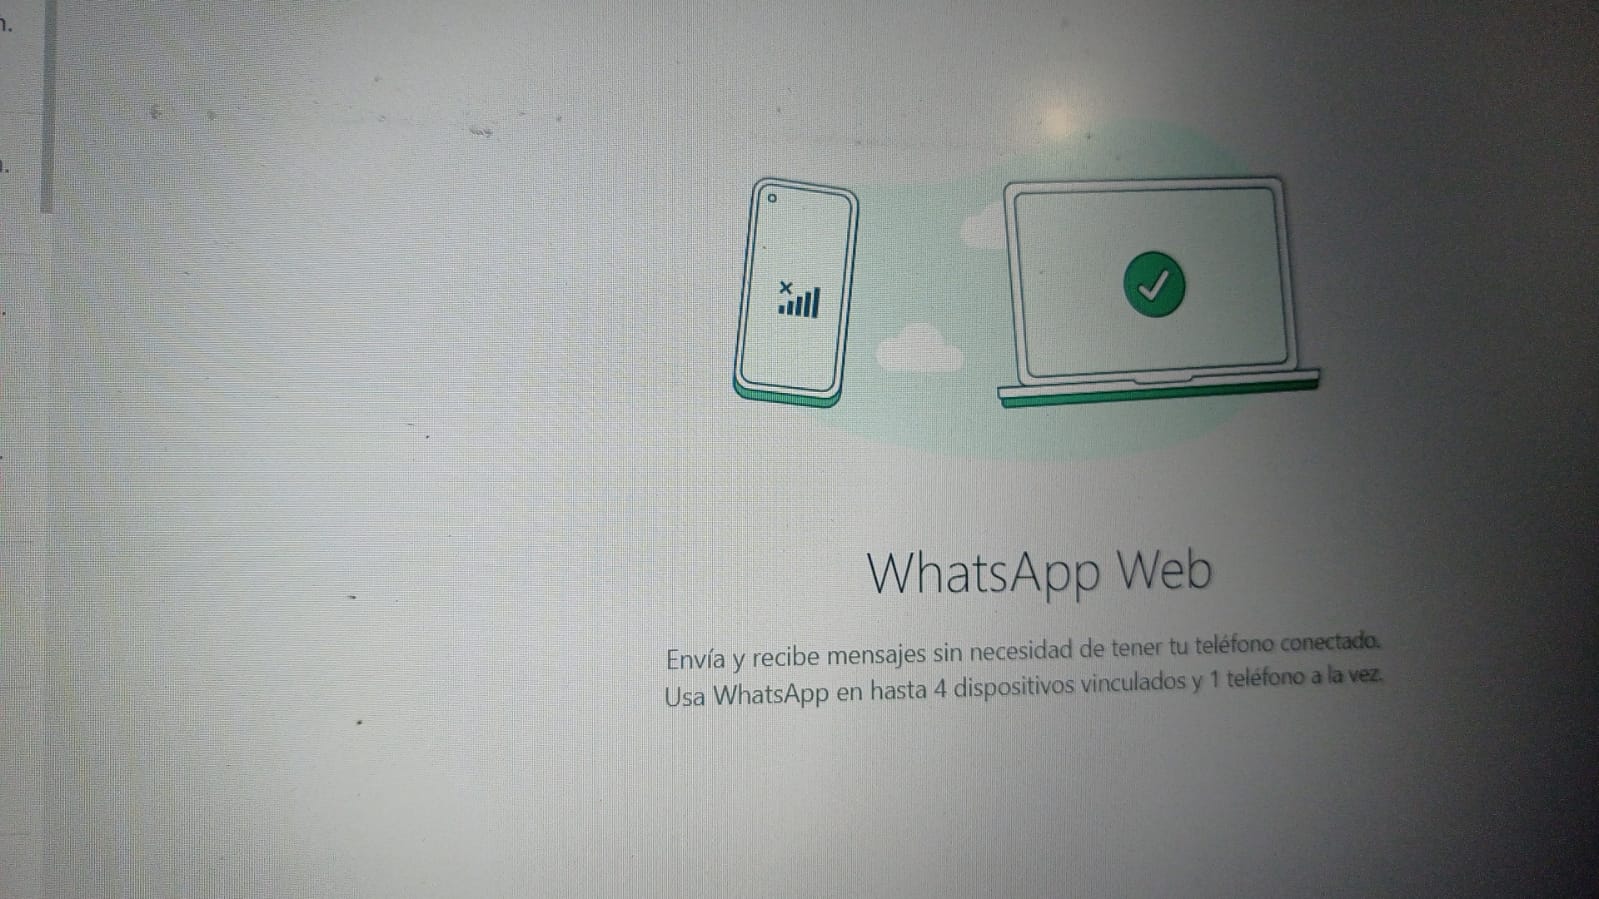 WhatsApp Web
Envía y recibe mensajes sin necesidad de tener tu teléfono conectado.
Usa WhatsApp en hasta 4 dispositivos vinculados y 1 teléfono a la vez.